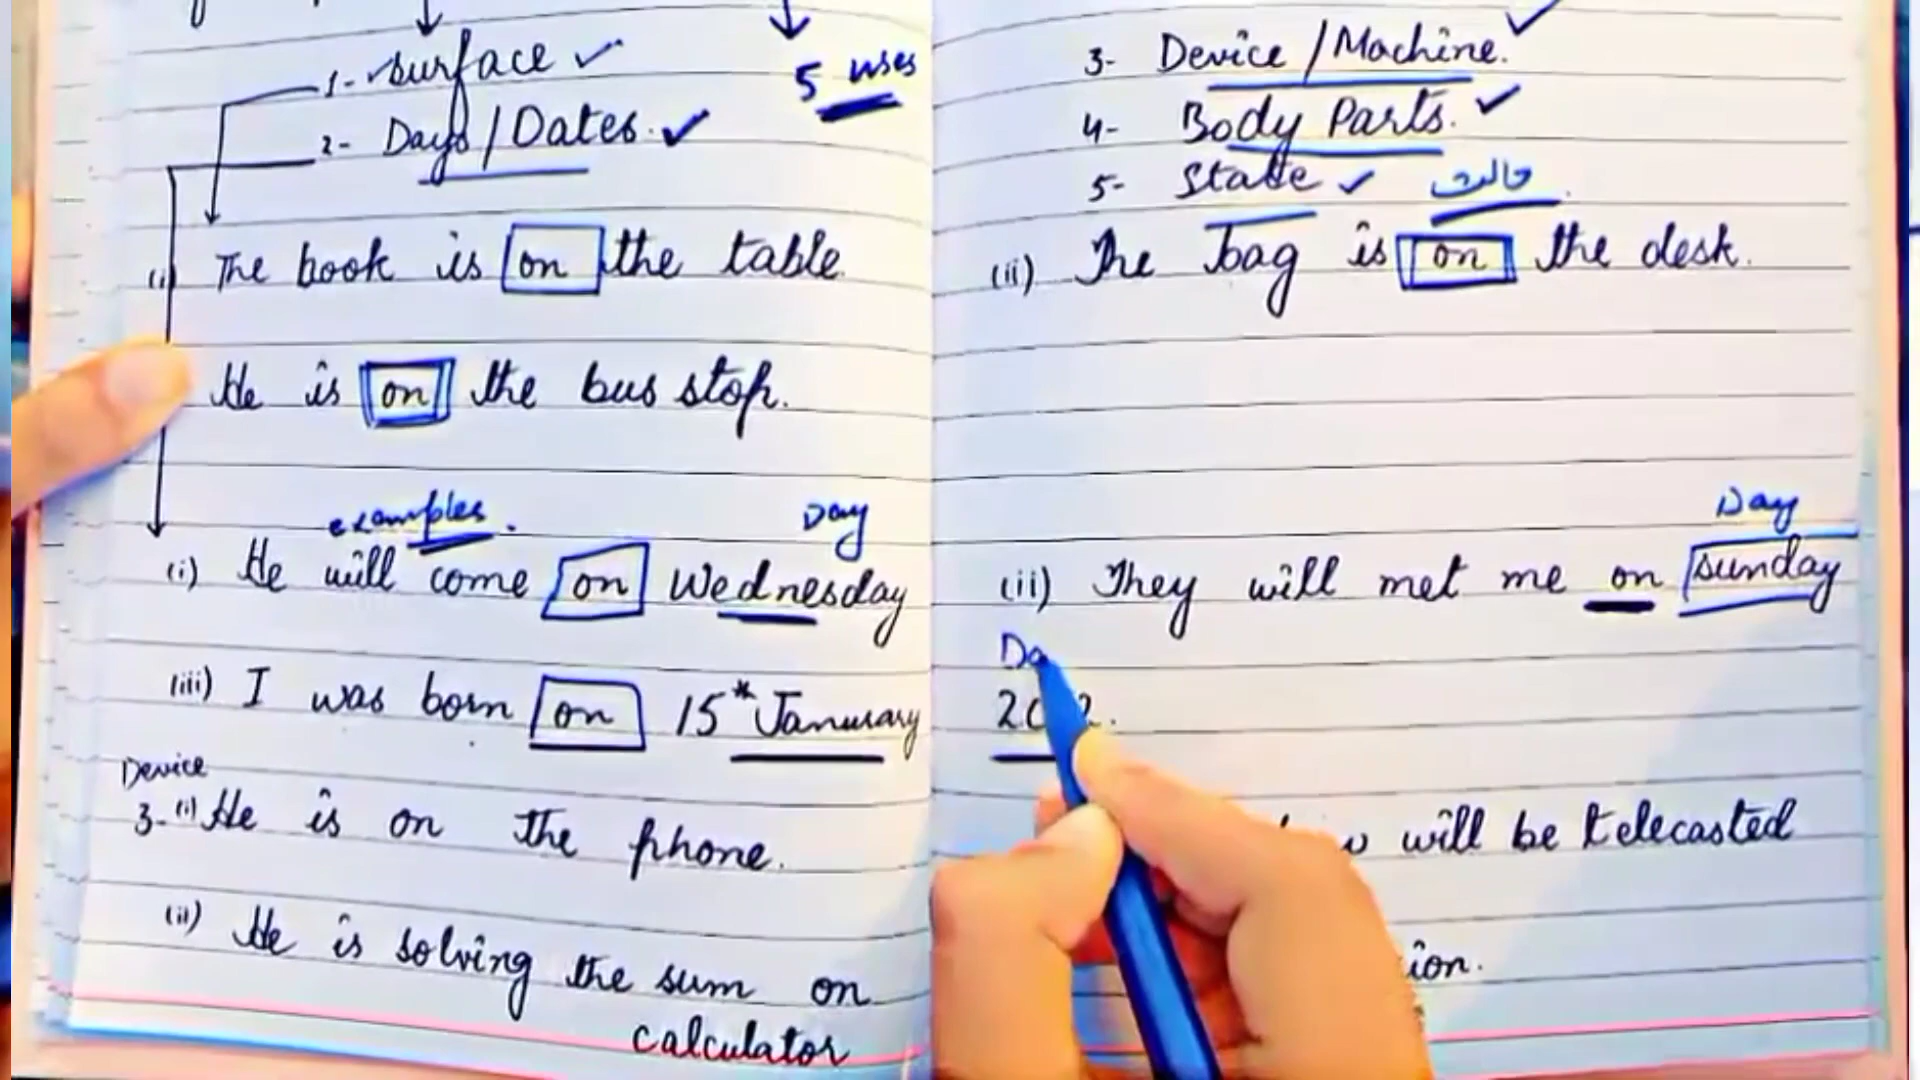 1- surface ✓
5 uses
2- Days/Dates. ✓
(i) The book is on the table.
He is on the bus stop.
examples.
Day
(i) He will come on Wednesday
(iii) I was born on 15th January
Device
3- (i) He is on the phone.
(ii) He is solving the sum on
calculator
3- Device/Machine. ✓
4- Body Parts. ✓
5- State ✓ حالت
(ii) The bag is on the desk.
Day
(ii) They will met me on sunday
Da
will be telecasted